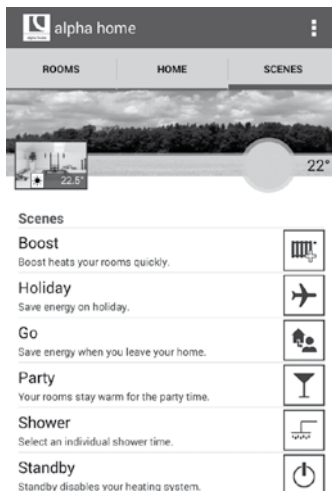 alpha home
ROOMS HOME SCENES
22.5°
22°
Scenes
Boost
Boost heats your rooms quickly.
Holiday
Save energy on holiday.
Go
Save energy when you leave your home.
Party
Your rooms stay warm for the party time.
Shower
Select an individual shower time.
Standby
Standby disables your heating system.